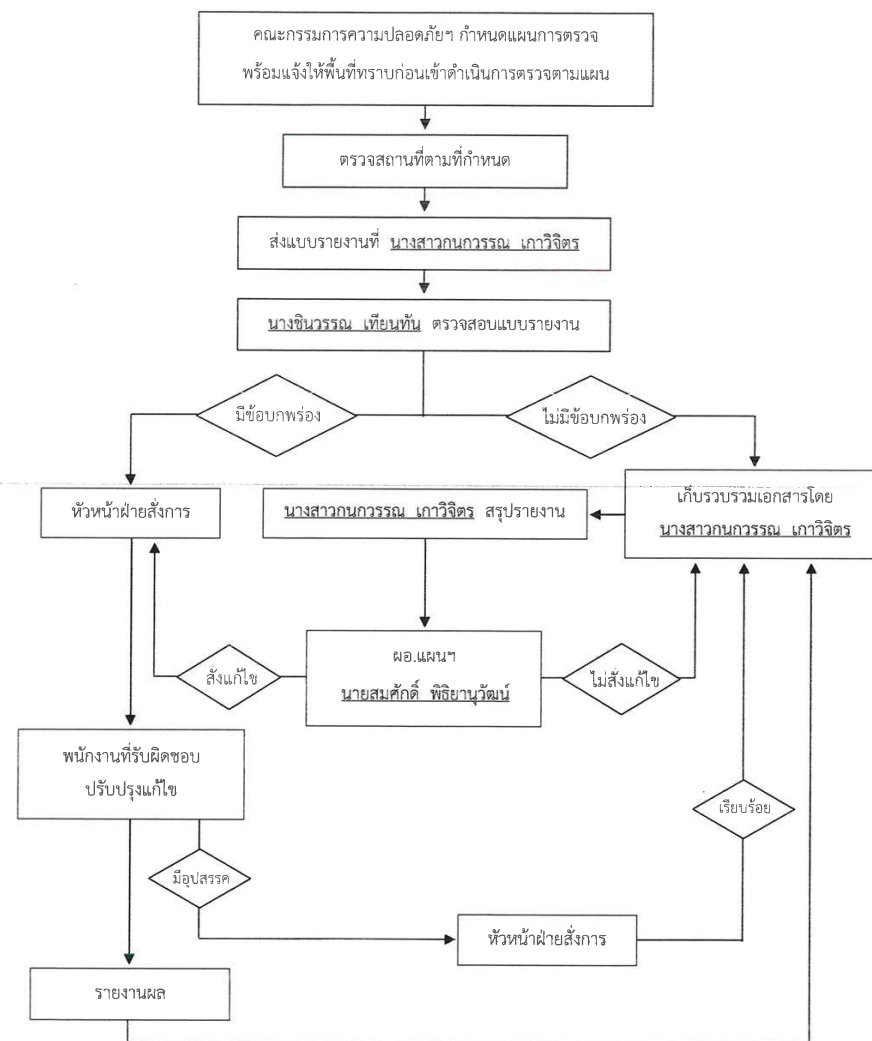 คณะกรรมการความปลอดภัยฯ กำหนดแผนการตรวจ
พร้อมแจ้งให้พื้นที่ทราบก่อนเข้าดำเนินการตรวจตามแผน
ตรวจสถานที่ตามที่กำหนด
ส่งแบบรายงานที่ นางสาวกนกวรรณ เกาวิจิตร
นางชินวรรณ เทียนทัน ตรวจสอบแบบรายงาน
มีข้อบกพร่อง
ไม่มีข้อบกพร่อง
หัวหน้าฝ่ายสั่งการ
นางสาวกนกวรรณ เกาวิจิตร สรุปรายงาน
เก็บรวบรวมเอกสารโดย
นางสาวกนกวรรณ เกาวิจิตร
สั่งแก้ไข
ผอ.แผนฯ
นายสมศักดิ์ พิธิยานุวัฒน์
ไม่สั่งแก้ไข
พนักงานที่รับผิดชอบ
ปรับปรุงแก้ไข
เรียบร้อย
มีอุปสรรค
หัวหน้าฝ่ายสั่งการ
รายงานผล